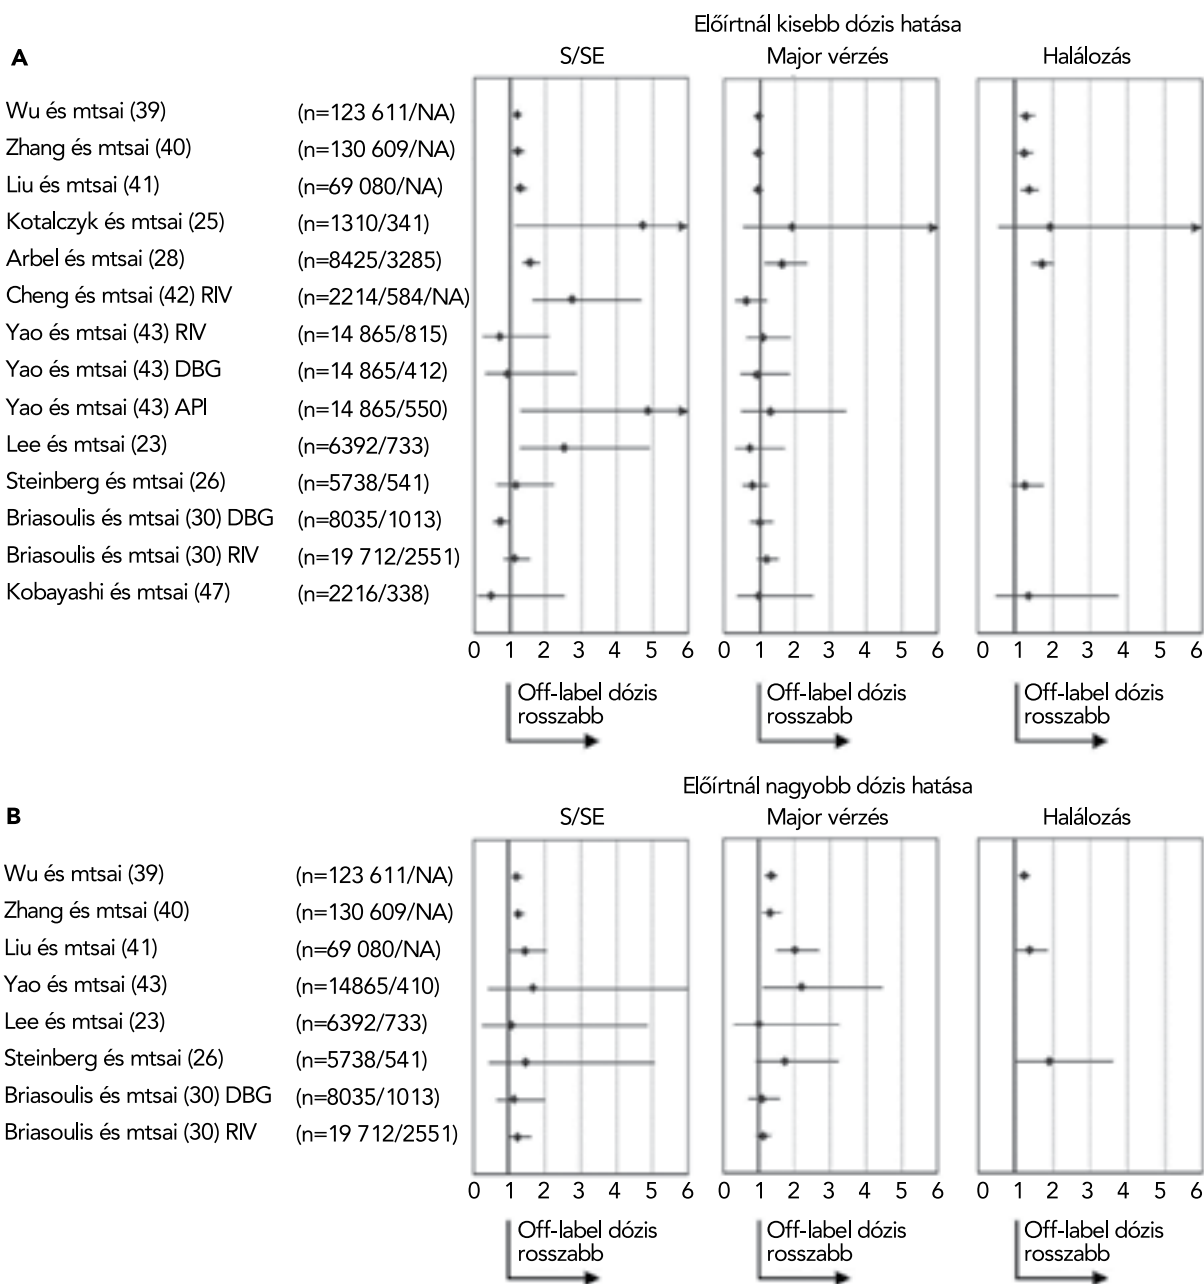 Előírtnál kisebb dózis hatása
A
S/SE
Major vérzés
Halálozás
Wu és mtsai (39) (n=123 611/NA)
Zhang és mtsai (40) (n=130 609/NA)
Liu és mtsai (41) (n=69 080/NA)
Kotalczyk és mtsai (25) (n=1310/341)
Arbel és mtsai (28) (n=8425/3285)
Cheng és mtsai (42) RIV (n=2214/584/NA)
Yao és mtsai (43) RIV (n=14 865/815)
Yao és mtsai (43) DBG (n=14 865/412)
Yao és mtsai (43) API (n=14 865/550)
Lee és mtsai (23) (n=6392/733)
Steinberg és mtsai (26) (n=5738/541)
Briasoulis és mtsai (30) DBG (n=8035/1013)
Briasoulis és mtsai (30) RIV (n=19 712/2551)
Kobayashi és mtsai (47) (n=2216/338)
0 1 2 3 4 5 6
0 1 2 3 4 5 6
0 1 2 3 4 5 6
Off-label dózis
rosszabb
Off-label dózis
rosszabb
Off-label dózis
rosszabb
Előírtnál nagyobb dózis hatása
B
S/SE
Major vérzés
Halálozás
Wu és mtsai (39) (n=123 611/NA)
Zhang és mtsai (40) (n=130 609/NA)
Liu és mtsai (41) (n=69 080/NA)
Yao és mtsai (43) (n=14865/410)
Lee és mtsai (23) (n=6392/733)
Steinberg és mtsai (26) (n=5738/541)
Briasoulis és mtsai (30) DBG (n=8035/1013)
Briasoulis és mtsai (30) RIV (n=19 712/2551)
0 1 2 3 4 5 6
0 1 2 3 4 5 6
0 1 2 3 4 5 6
Off-label dózis
rosszabb
Off-label dózis
rosszabb
Off-label dózis
rosszabb